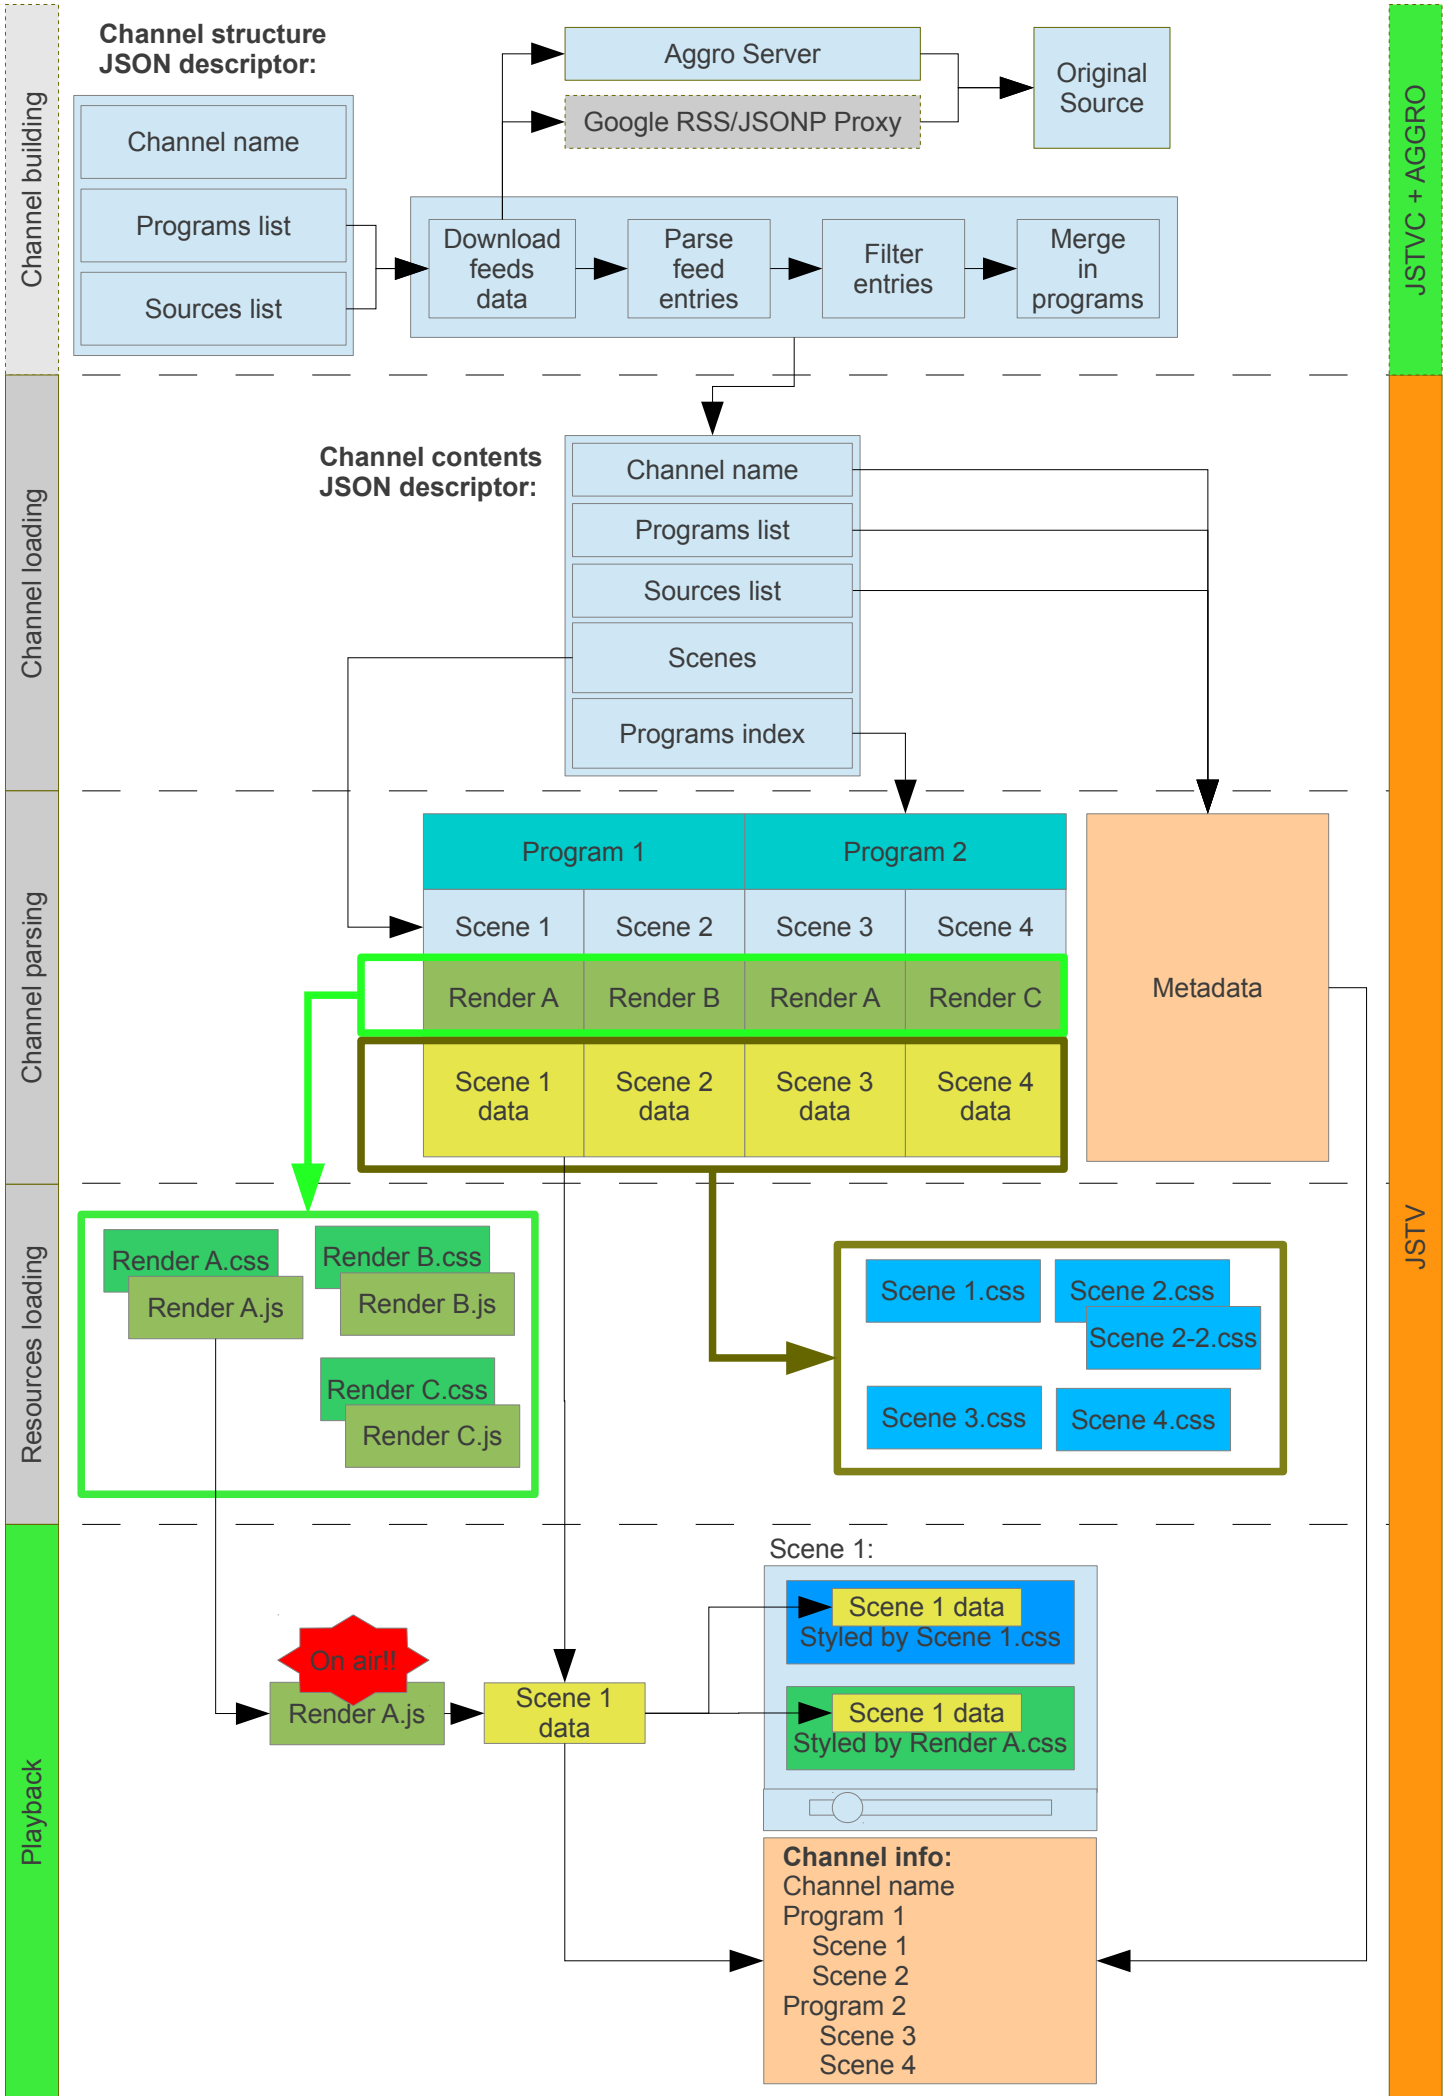 Channel structure
JSON descriptor:
Channel name
Programs list
Sources list
Aggro Server
Google RSS/JSONP Proxy
Original
Source
Download
feeds
data
Parse
feed
entries
Filter
entries
Merge
in
programs
Channel building
JSTVC + AGGRO
Channel contents
JSON descriptor:
Channel name
Programs list
Sources list
Scenes
Programs index
Channel loading
Program 1
Program 2
Scene 1
Scene 2
Scene 3
Scene 4
Render A
Render B
Render A
Render C
Scene 1
data
Scene 2
data
Scene 3
data
Scene 4
data
Metadata
Channel parsing
JSTV
Render A.css
Render A.js
Render B.css
Render B.js
Render C.css
Render C.js
Scene 1.css
Scene 2.css
Scene 2-2.css
Scene 3.css
Scene 4.css
Resources loading
Scene 1:
On air!!
Render A.js
Scene 1
data
Scene 1 data
Styled by Scene 1.css
Scene 1 data
Styled by Render A.css
Playback
Channel info:
Channel name
Program 1
Scene 1
Scene 2
Program 2
Scene 3
Scene 4